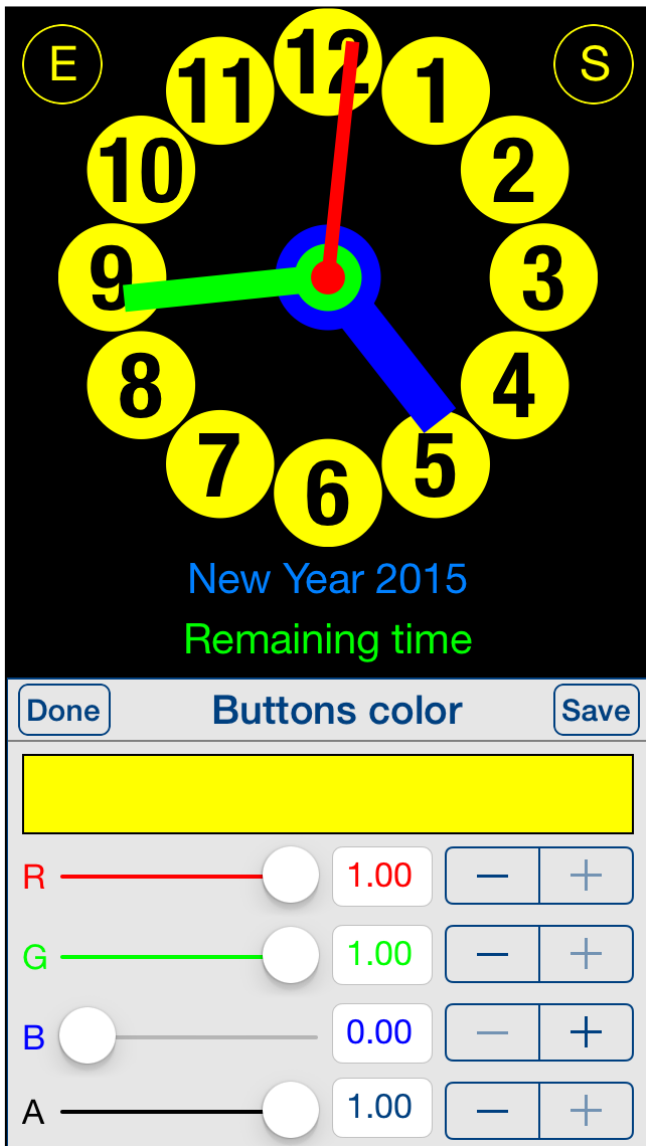 E
S
12
11
1
10
2
9
3
8
4
7
5
6
New Year 2015
Remaining time
Done Buttons color Save
R 1.00 — +
G 1.00 — +
B 0.00 — +
A 1.00 — +